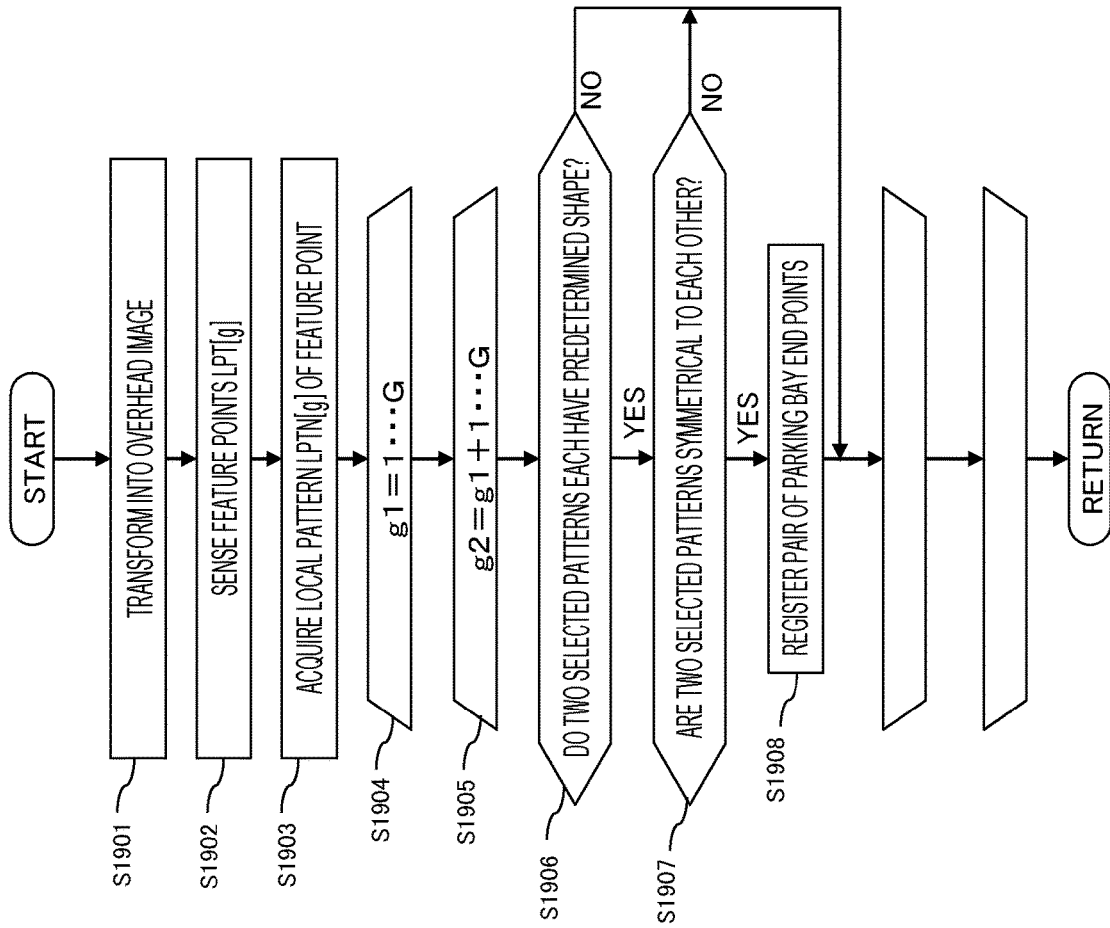 START
S1901
TRANSFORM INTO OVERHEAD IMAGE
S1902
SENSE FEATURE POINTS LPT[g]
S1903
ACQUIRE LOCAL PATTERN LPTN[g] OF FEATURE POINT
S1904
g1=1···G
S1905
g2=g1+1···G
S1906
DO TWO SELECTED PATTERNS EACH HAVE PREDETERMINED SHAPE?
NO
YES
S1907
ARE TWO SELECTED PATTERNS SYMMETRICAL TO EACH OTHER?
NO
YES
S1908
REGISTER PAIR OF PARKING BAY END POINTS
RETURN